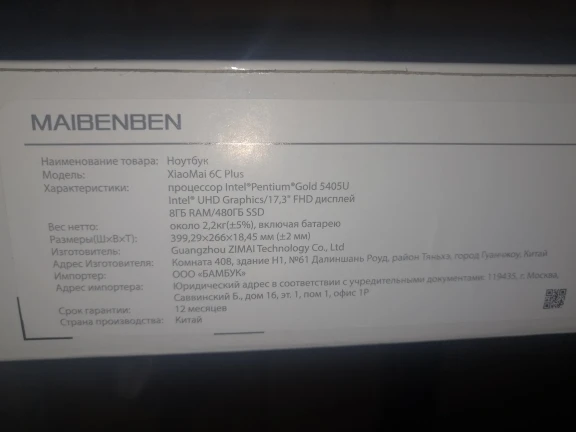 MAIBENBEN
Наименование товара: Ноутбук
Модель: XiaoMai 6C Plus
Характеристики: процессор Intel®Pentium®Gold 5405U
Intel® UHD Graphics/17,3" FHD дисплей
8ГБ RAM/480ГБ SSD
Вес нетто: около 2,2кг(±5%), включая батарею
Размеры(Ш×В×Т): 399,29×266×18,45 мм (±2 мм)
Изготовитель: Guangzhou ZIMAI Technology Co., Ltd
Адрес Изготовителя: Комната 408, здание H1, №61 Далиншань Роуд, район Тяньхэ, город Гуанчжоу, Китай
Импортер: ООО «БАМБУК»
Адрес импортера: Юридический адрес в соответствии с учредительными документами: 119435, г. Москва,
Саввинский Б., дом 16, эт. 1, пом 1, офис 1Р
Срок гарантии: 12 месяцев
Страна производства: Китай